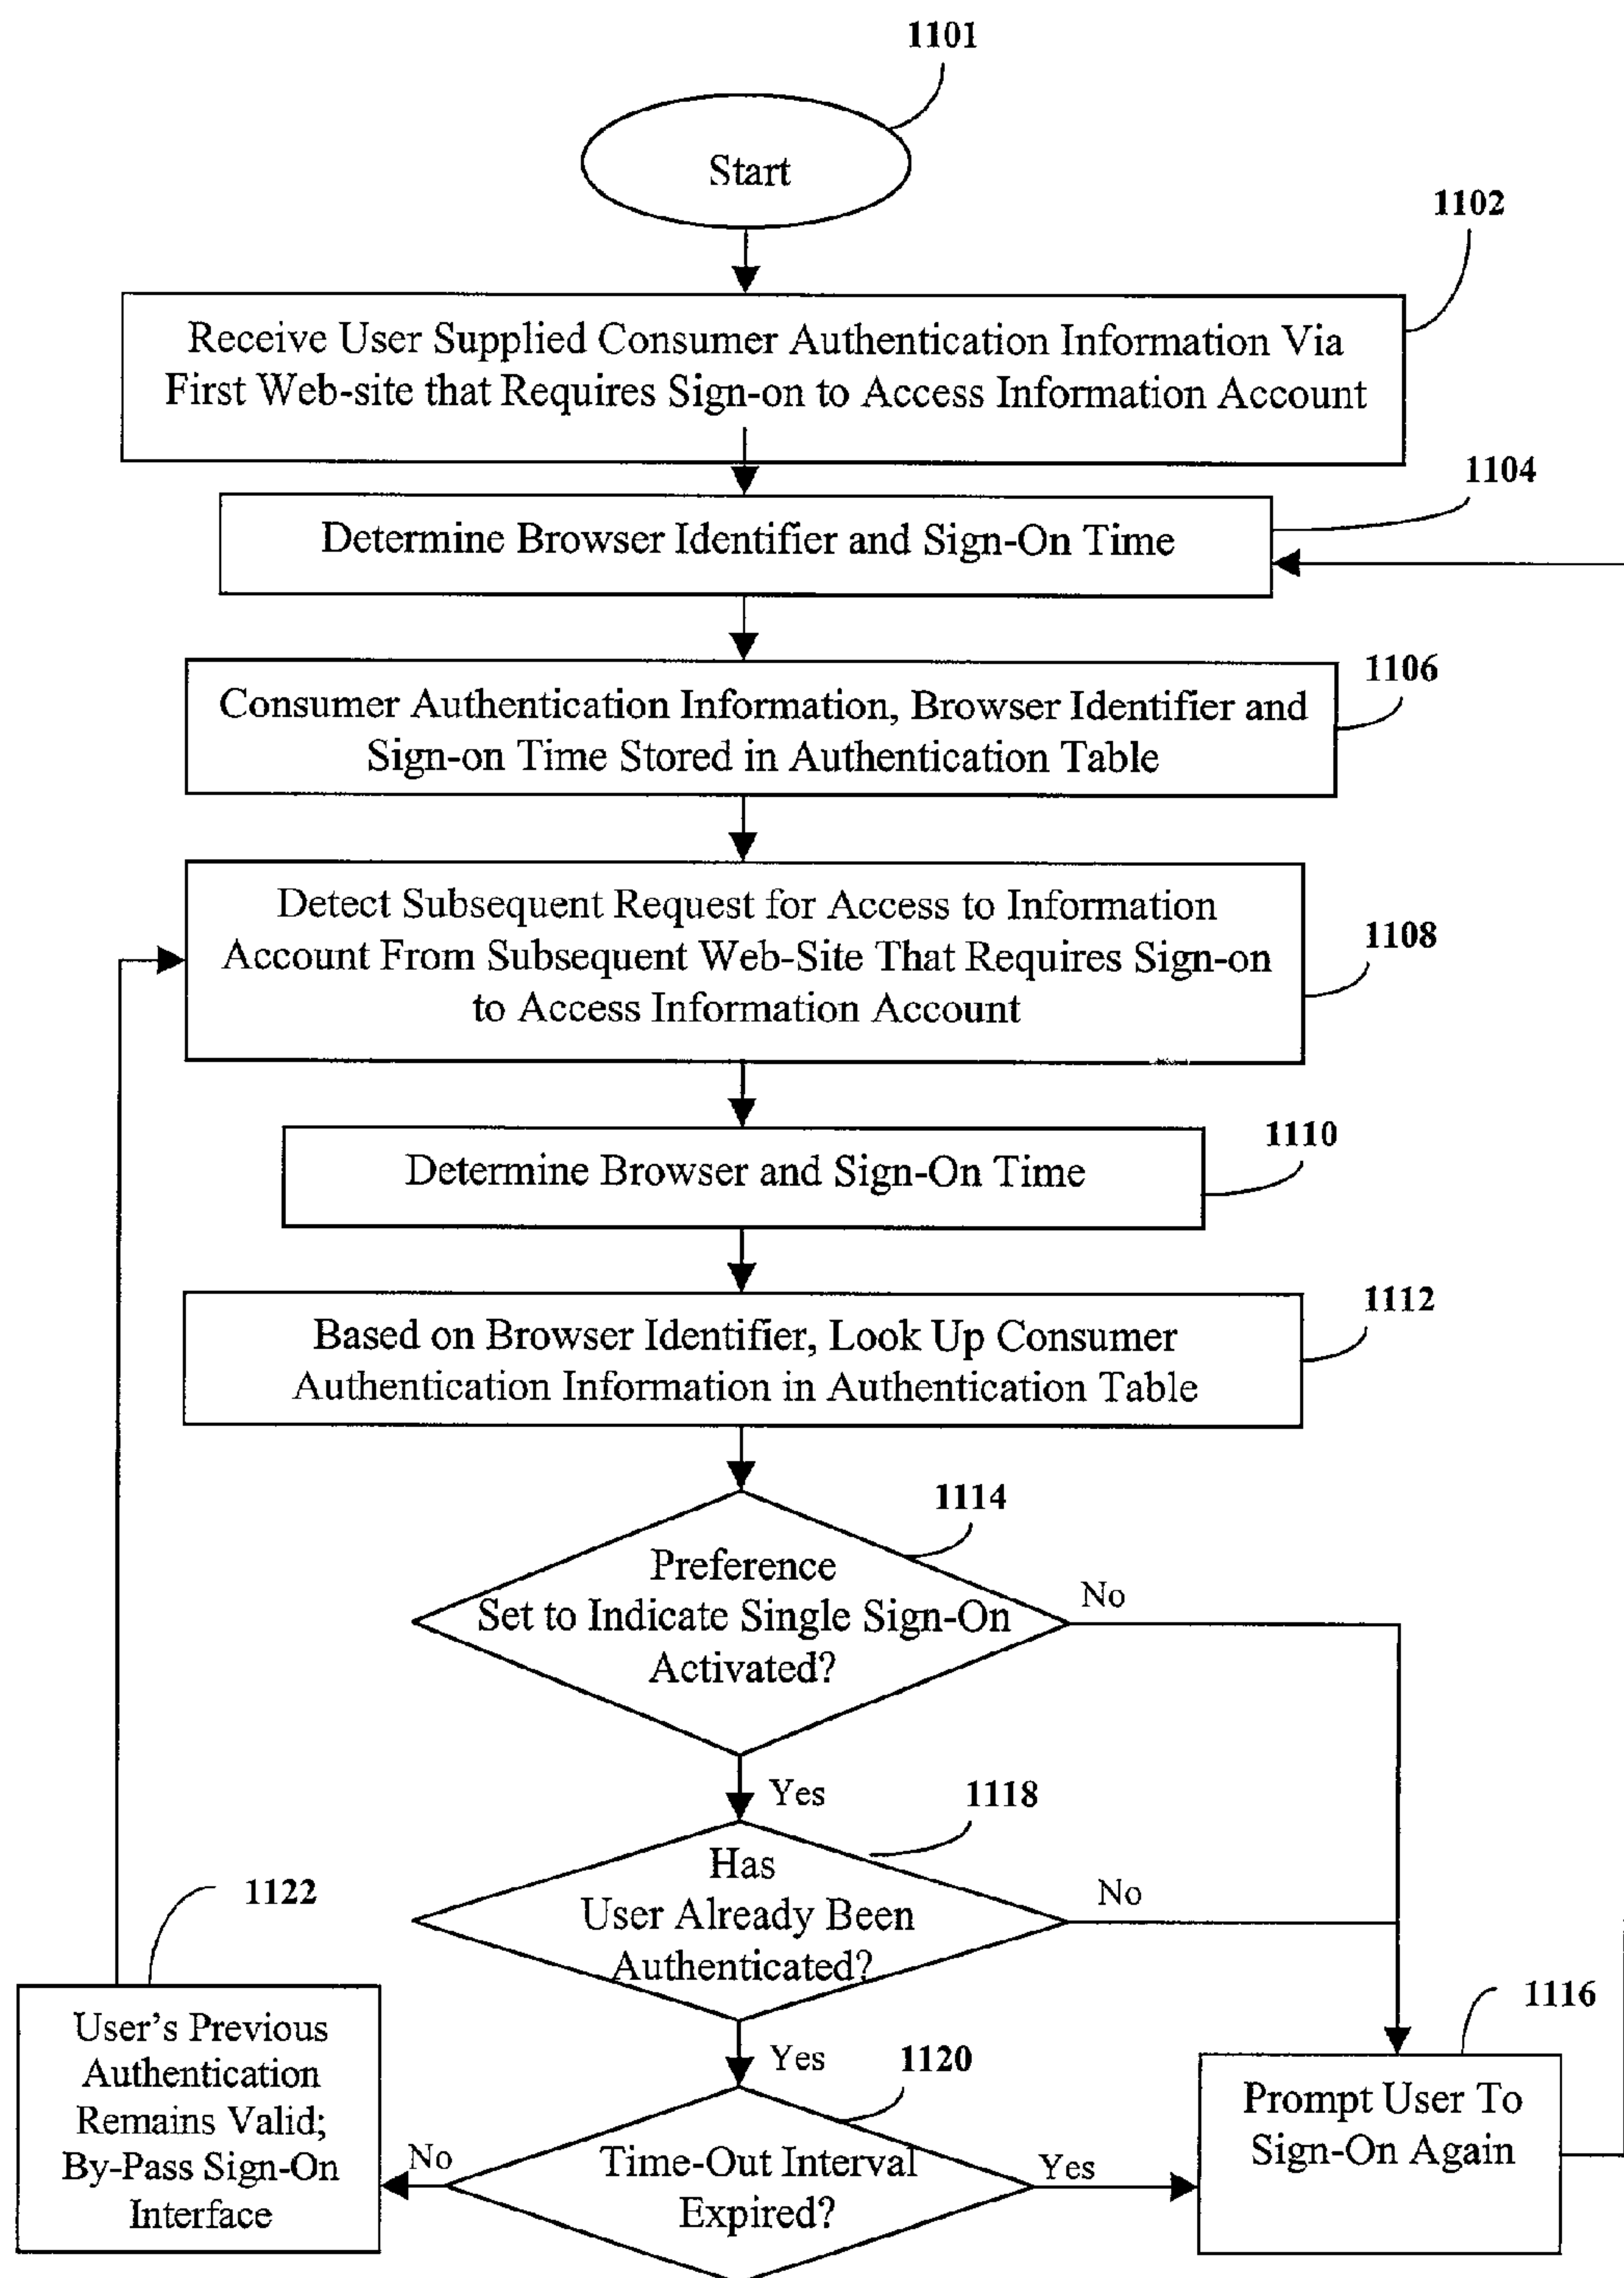 1101
Start
1102
Receive User Supplied Consumer Authentication Information Via
First Web-site that Requires Sign-on to Access Information Account
1104
Determine Browser Identifier and Sign-On Time
1106
Consumer Authentication Information, Browser Identifier and
Sign-on Time Stored in Authentication Table
Detect Subsequent Request for Access to Information
Account From Subsequent Web-Site That Requires Sign-on
to Access Information Account
1108
1110
Determine Browser and Sign-On Time
1112
Based on Browser Identifier, Look Up Consumer
Authentication Information in Authentication Table
1114
Preference
Set to Indicate Single Sign-On
Activated?
No
Yes
1118
Has
User Already Been
Authenticated?
No
Yes
1122
User's Previous
Authentication
Remains Valid;
By-Pass Sign-On
Interface
No
1120
Time-Out Interval
Expired?
Yes
1116
Prompt User To
Sign-On Again